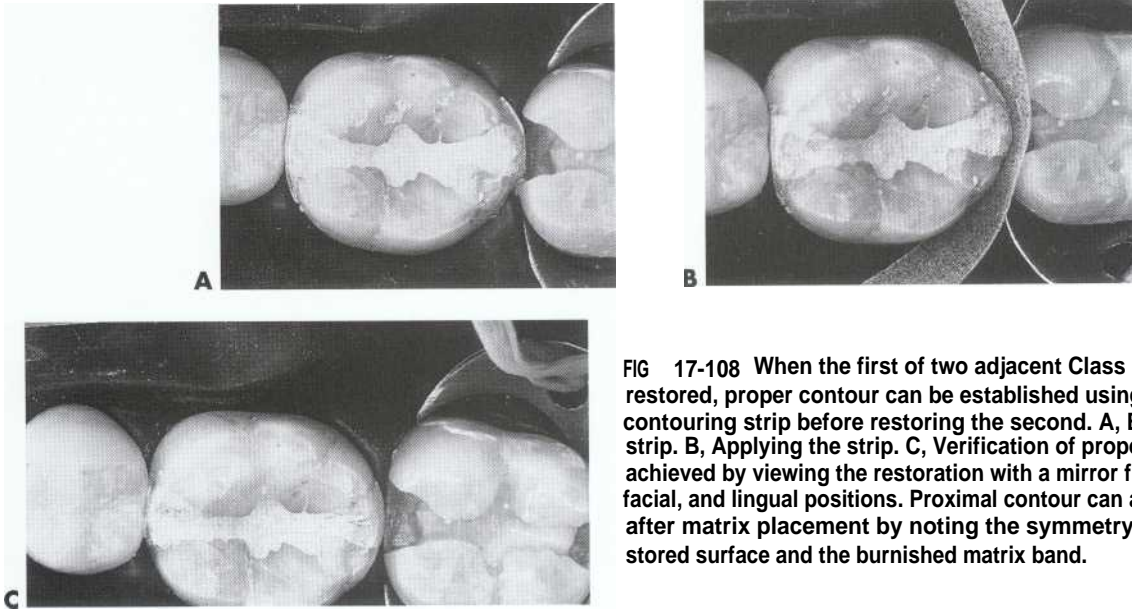 A
B
C
FIG 17-108 When the first of two adjacent Class
restored, proper contour can be established using
contouring strip before restoring the second. A,
strip. B, Applying the strip. C, Verification of
achieved by viewing the restoration with a mirror
facial, and lingual positions. Proximal contour can
after matrix placement by noting the symmetry
stored surface and the burnished matrix band.